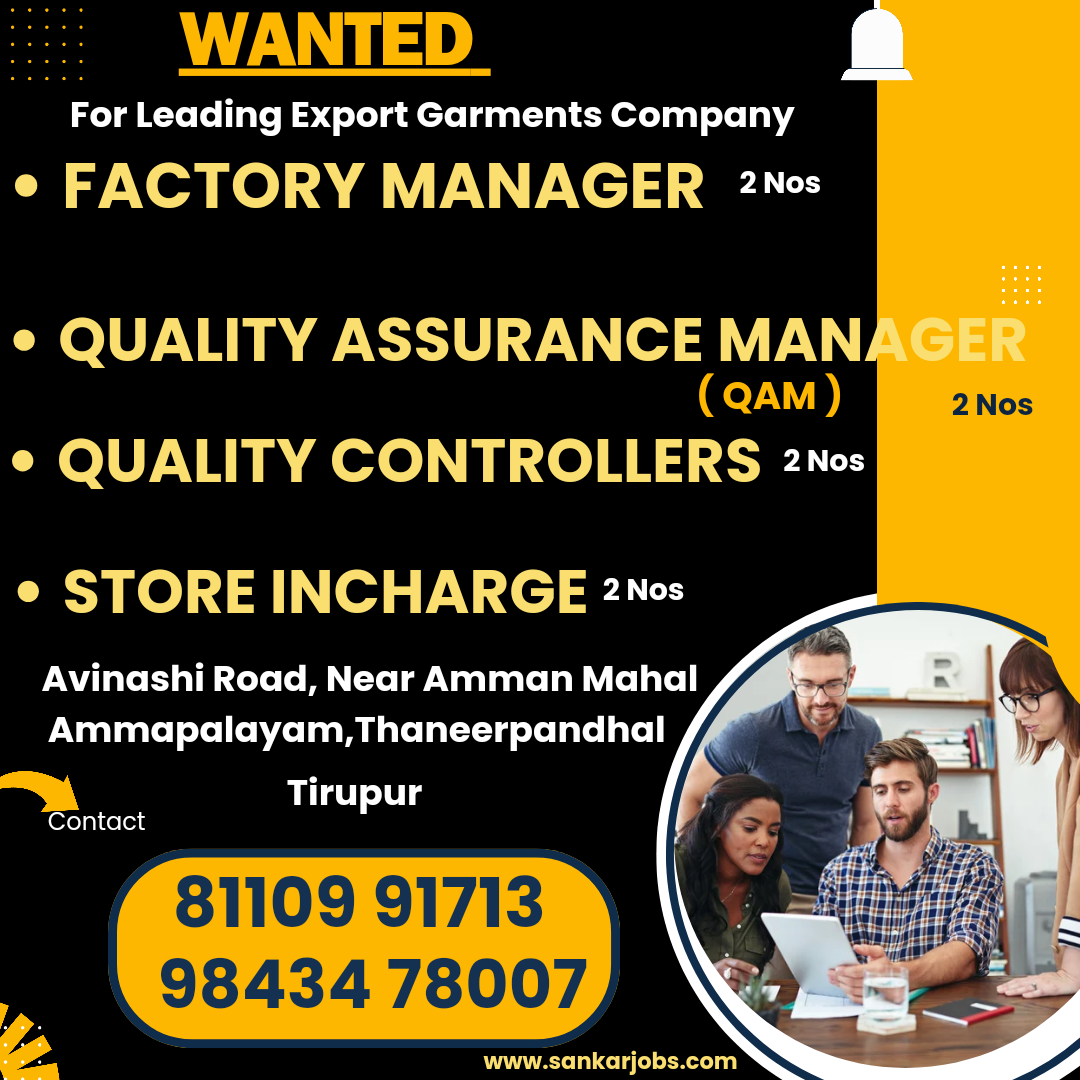 WANTED
For Leading Export Garments Company
• FACTORY MANAGER 2 Nos
• QUALITY ASSURANCE MANAGER
( QAM ) 2 Nos
• QUALITY CONTROLLERS 2 Nos
• STORE INCHARGE 2 Nos
Avinashi Road, Near Amman Mahal
Ammapalayam,Thaneerpandhal
Tirupur
Contact
81109 91713
98434 78007
www.sankarjobs.com
R